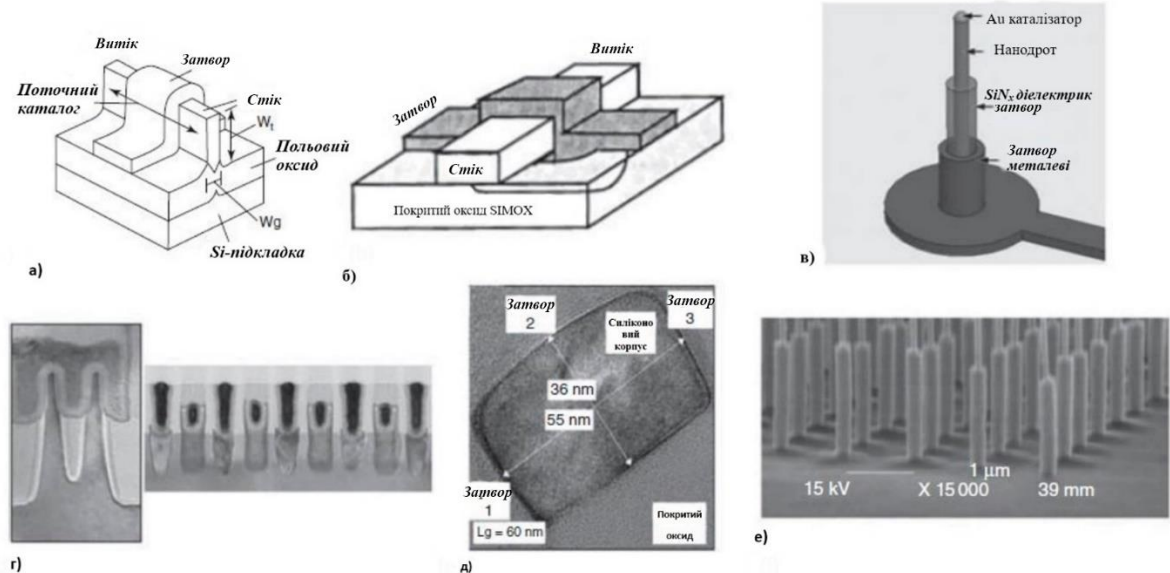 Витік
Затвор
Поточний
каталог
Стік
Wt
Польовий
оксид
Wg
Si-підкладка
а)
Витік
Затвор
Стік
Покритий оксид SIMOX
б)
Au каталізатор
Нанодрот
SiNx діелектрик
затвор
Затвор
металеві
в)
г)
Затвор
2
Затвор
3
Силіконо
вий
корпус
36 nm
55 nm
Затвор
1
Lg = 60 nm
Покритий
оксид
д)
1 μm
15 kV
X 15 000
39 mm
е)